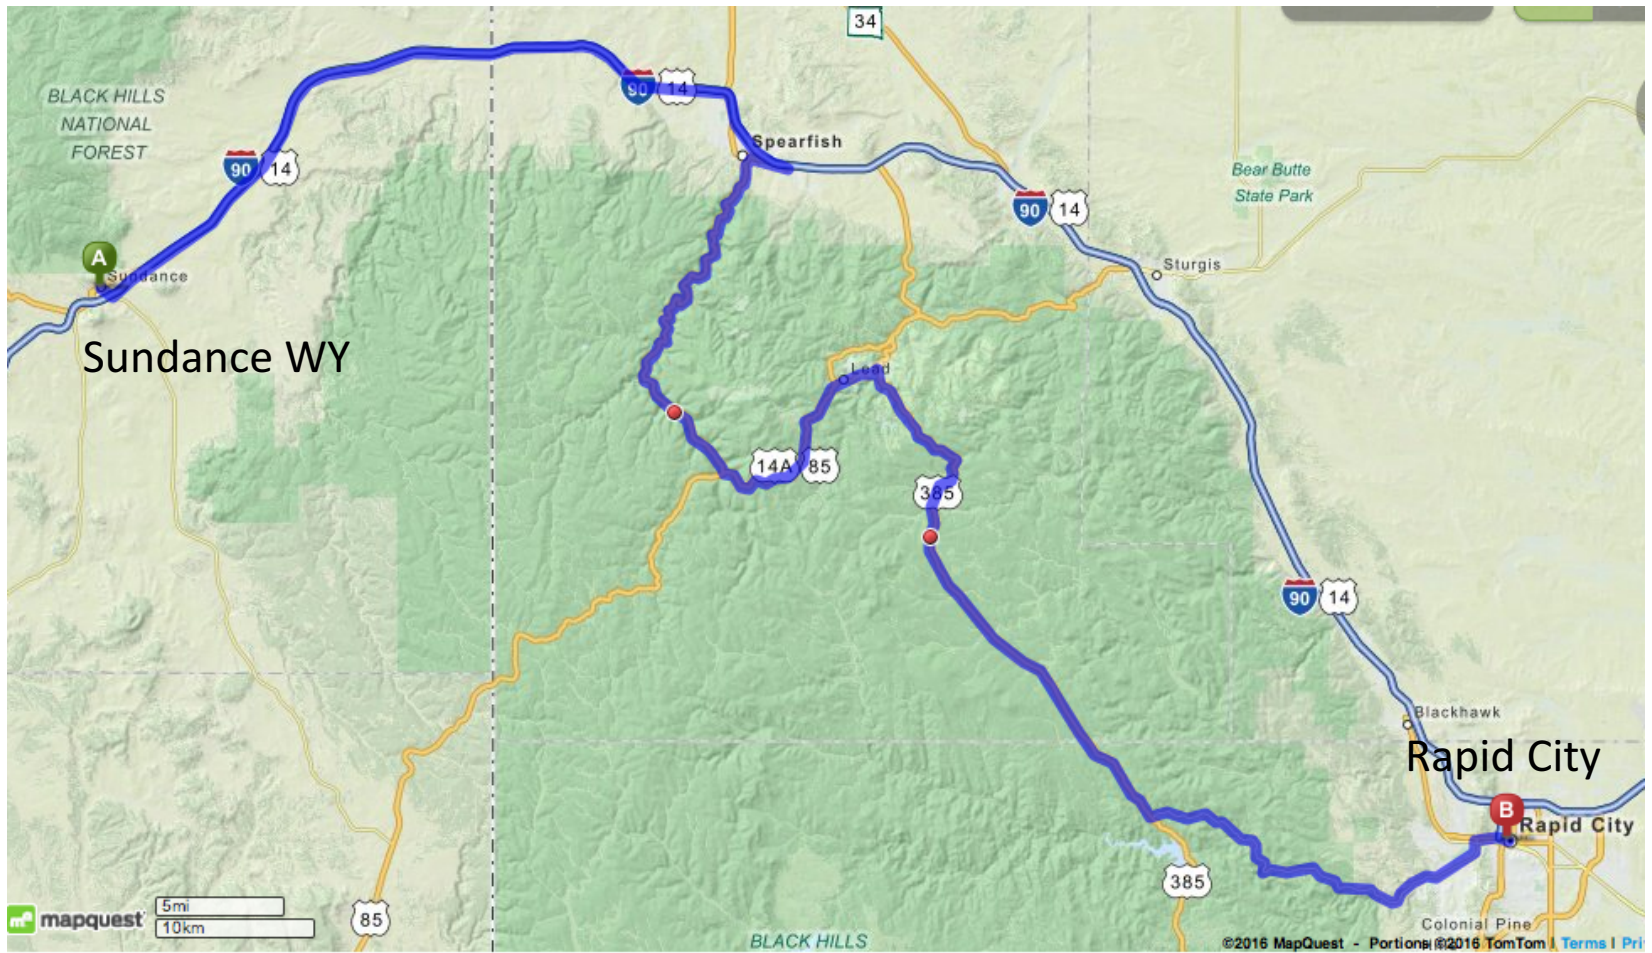 34
BLACK HILLS
NATIONAL
FOREST
90
14
Spearfish
90
14
Bear Butte
State Park
90
14
A
Sundance
Sturgis
Sundance WY
Lead
14A
85
385
90
14
Blackhawk
Rapid City
B
Rapid City
385
5mi
mapquest
10km
85
Colonial Pine
BLACK HILLS
©2016 MapQuest - Portions ©2016 TomTom | Terms | Pri